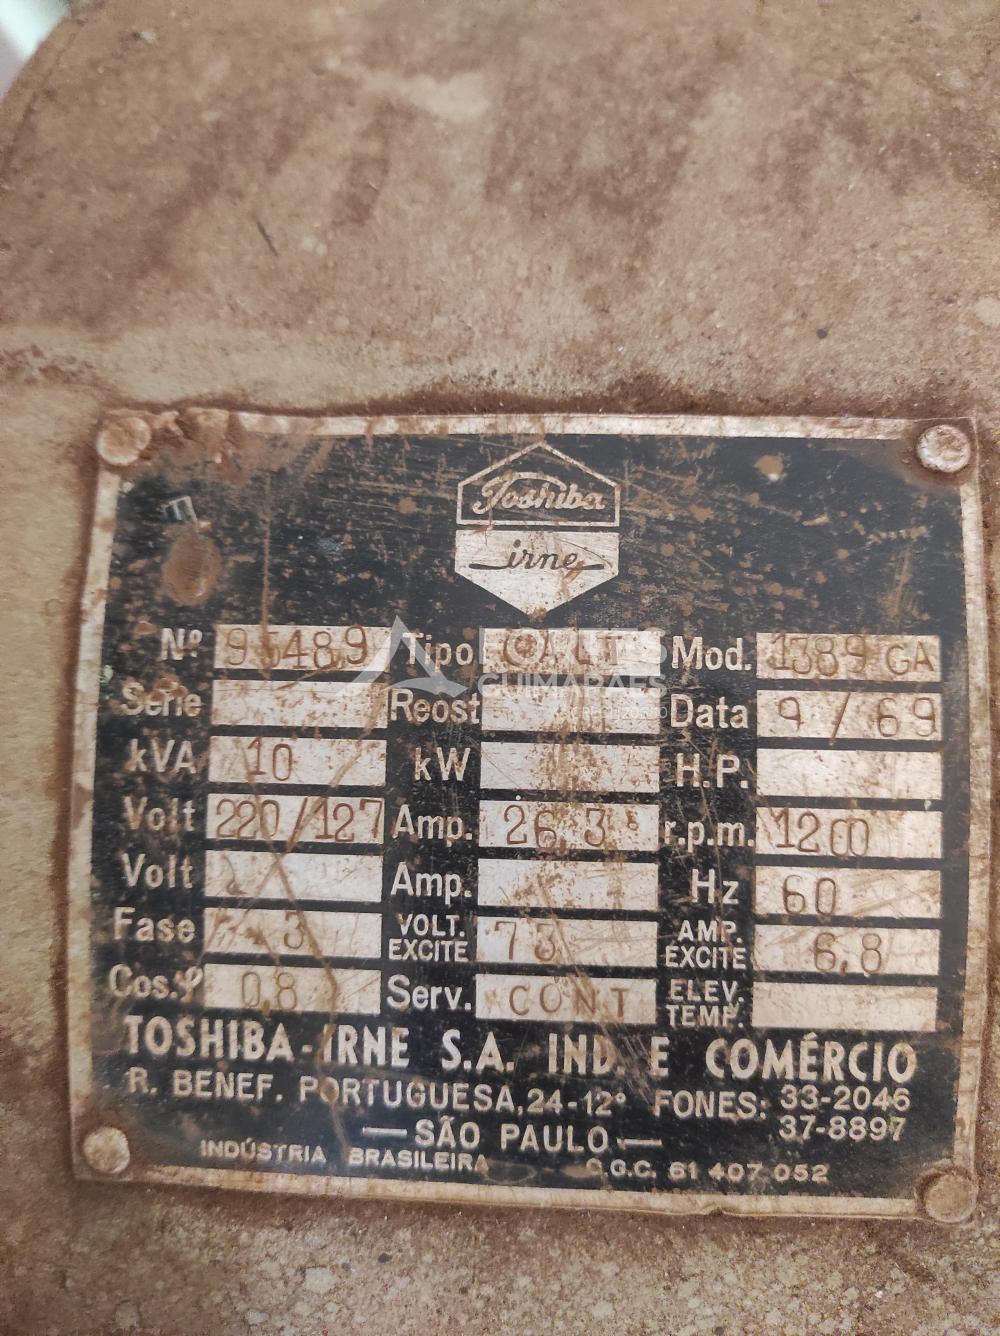 Toshiba
irne
Nº 95489 Tipo ALT Mod. 1389 GA
GUIMARAES
Serie Reost Data 9/69
kVA 10 kW H.P.
Volt 220/127 Amp. 26,3 r.p.m. 1200
Volt Amp. Hz 60
Fase 3 VOLT. EXCITE 73 AMP. EXCITE 6,8
Cos.φ 0,8 Serv. CONT ELEV. TEMP.
TOSHIBA-IRNE S.A. IND. E COMÉRCIO
R. BENEF. PORTUGUESA, 24-12° FONES: 33-2046
37-8897
— SÃO PAULO —
INDÚSTRIA BRASILEIRA C.G.C. 61 407 052